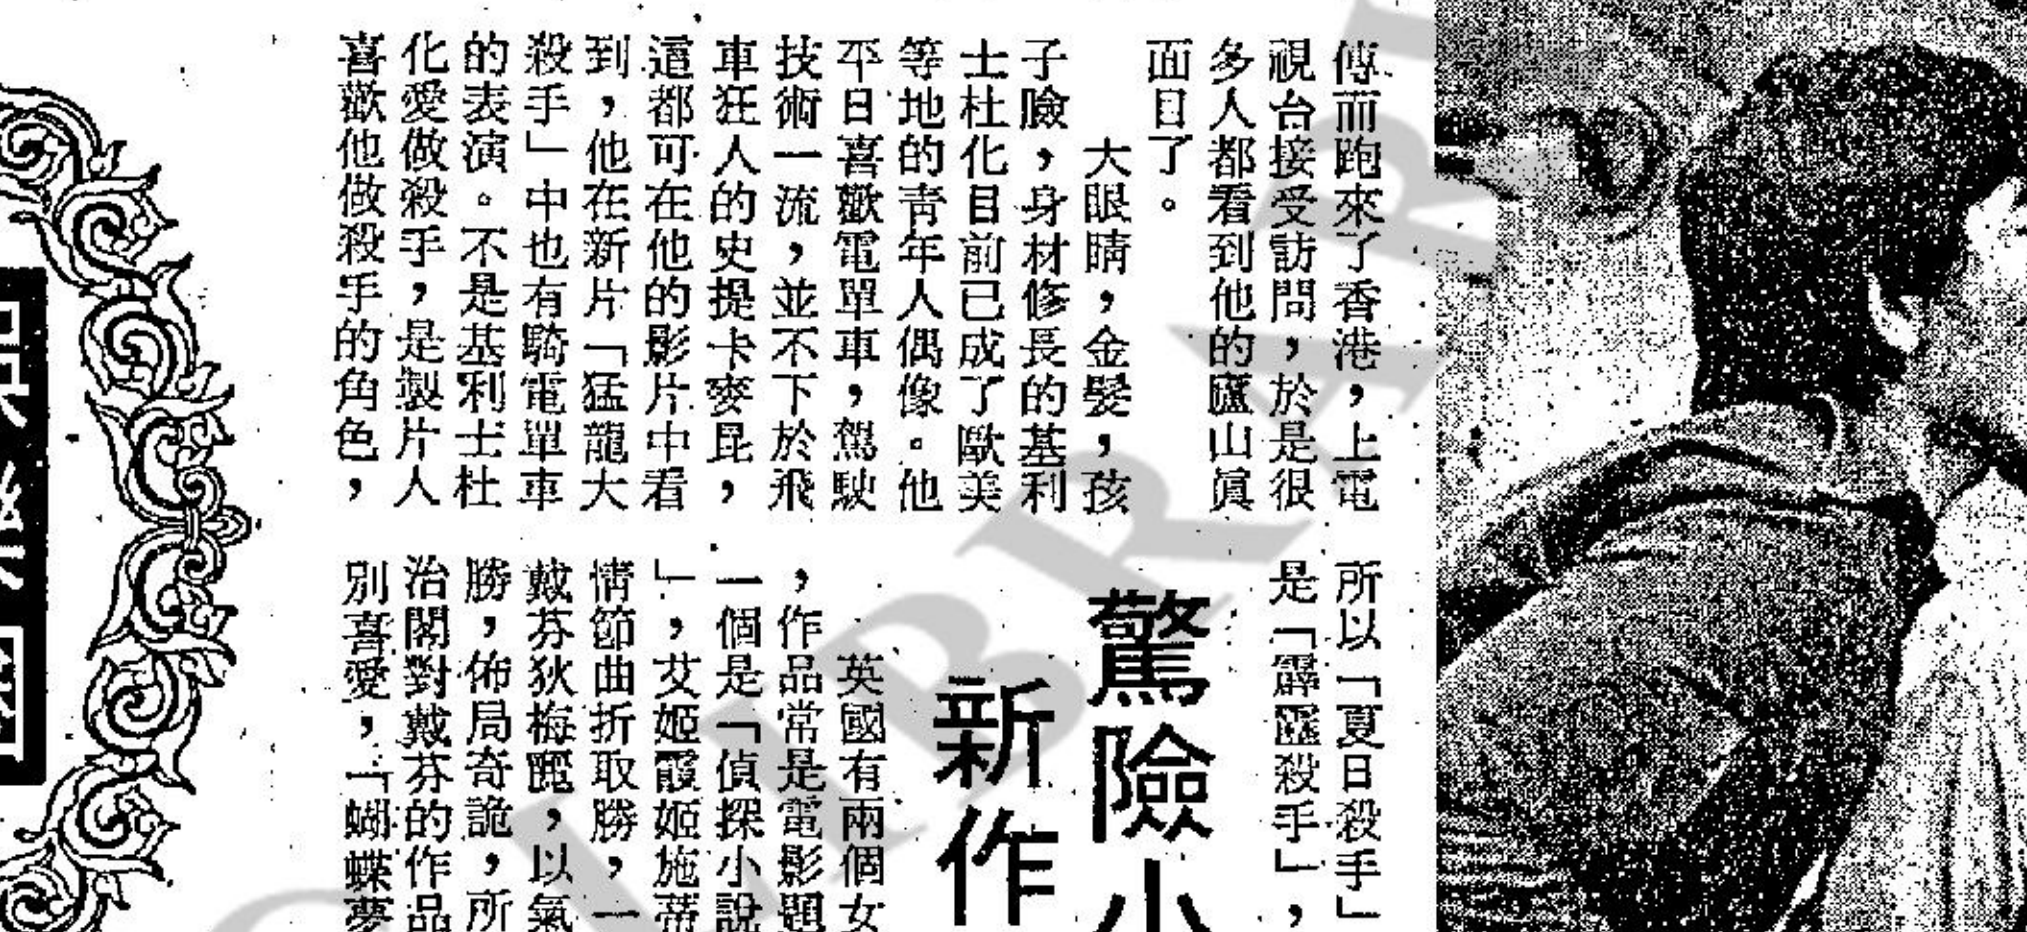 傳而跑來了香港，上電
視台接受訪問，於是很
多人都看到他的廬山眞
面目了。
大眼睛，金髮，孩
子臉，身材修長的基利
士杜化目前已成了歐美
等地的靑年人偶像。他
平日喜歡電單車，駕駛
技術一流，並不下於飛
車狂人的史提卡麥昆，
這都可在他的影片中看
到，他在新片「猛龍大
殺手」中也有騎電單車
的表演。不是基利士杜
化愛做殺手，是製片人
喜歡他做殺手的角色，
所以「夏日殺手」
是「霹靂殺手」，
驚險小
新作
英國有兩個女
，作品常是電影題
一個是「偵探小說
」，艾姬霞姬施蒂
情節曲折取勝，一
戴芬狄梅麗，以氣
勝，佈局奇詭，所
治閣對戴芬的作品
別喜愛，「蝴蝶夢
LIBRARI